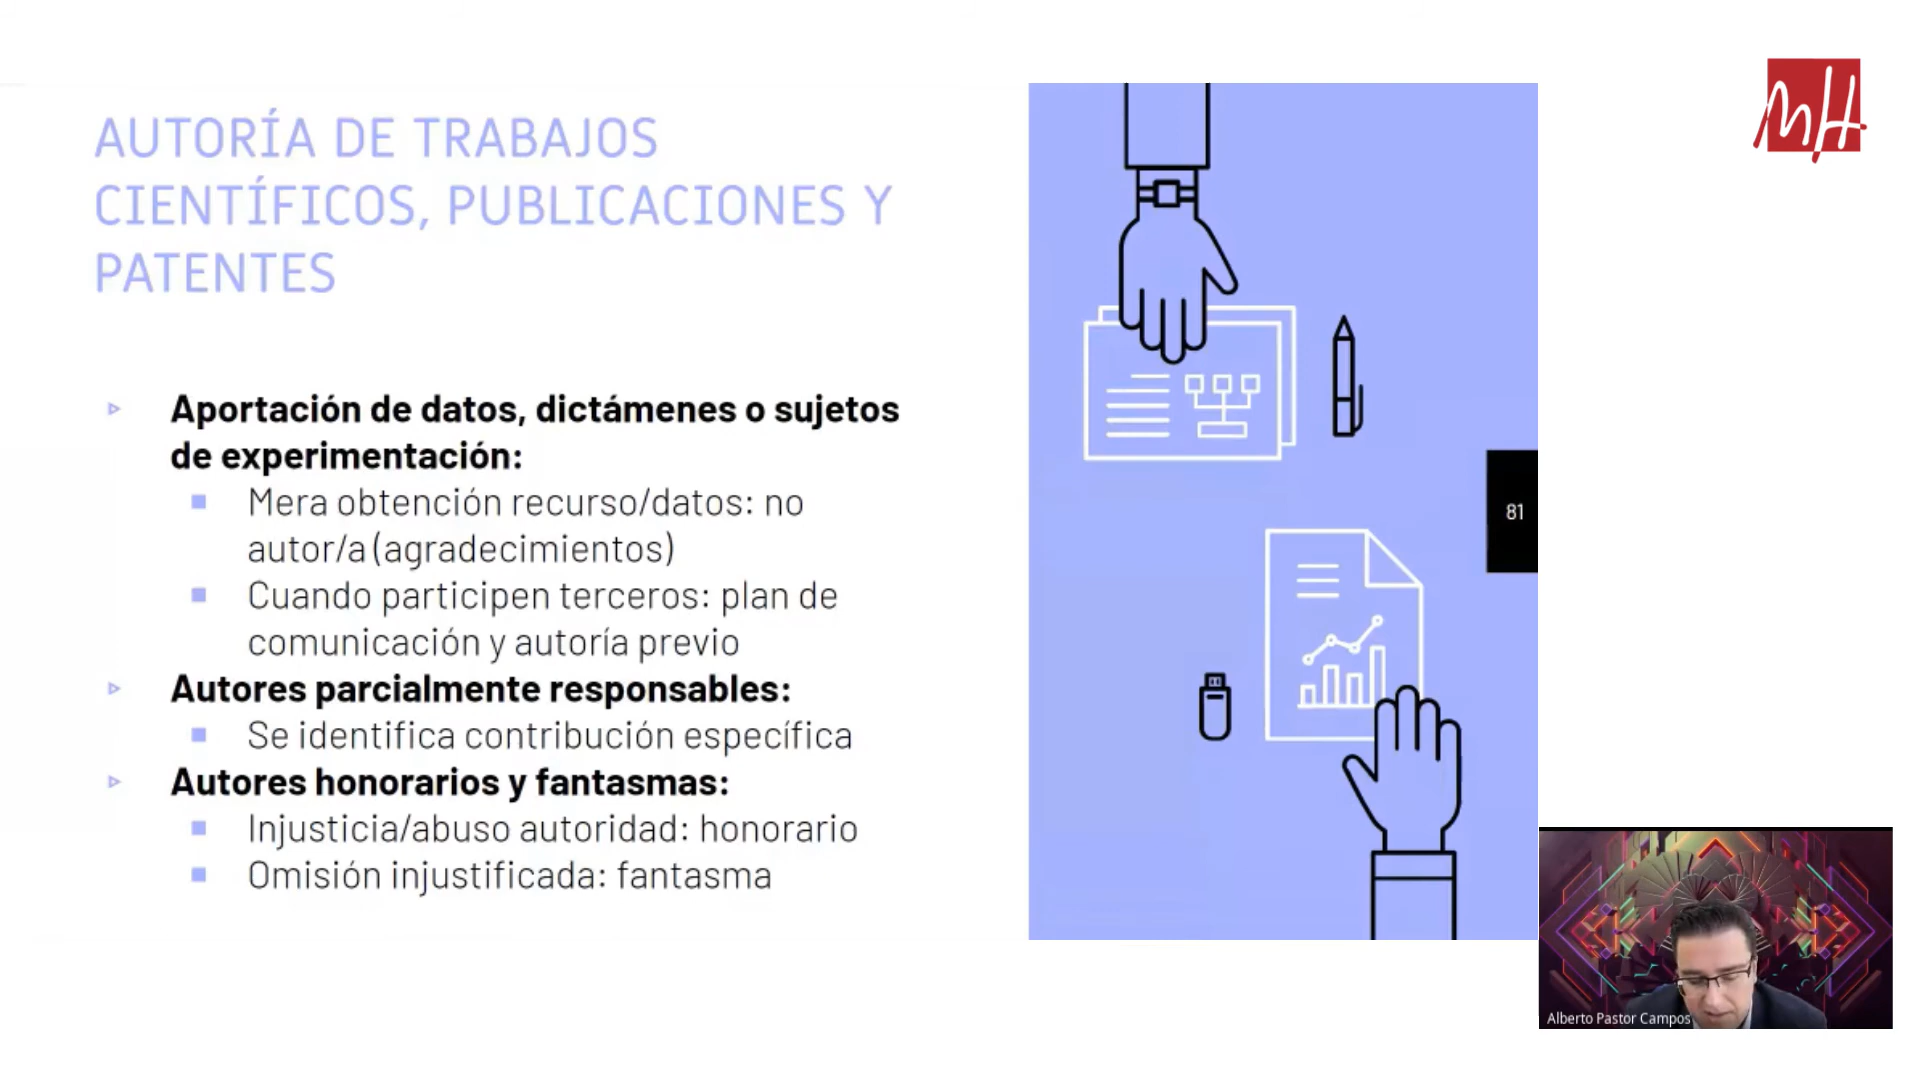 AUTORÍA DE TRABAJOS
CIENTÍFICOS, PUBLICACIONES Y
PATENTES
Aportación de datos, dictámenes o sujetos
de experimentación:
Mera obtención recurso/datos: no
autor/a (agradecimientos)
Cuando participen terceros: plan de
comunicación y autoría previo
Autores parcialmente responsables:
Se identifica contribución específica
Autores honorarios y fantasmas:
Injusticia/abuso autoridad: honorario
Omisión injustificada: fantasma
81
MH
Alberto Pastor Campos